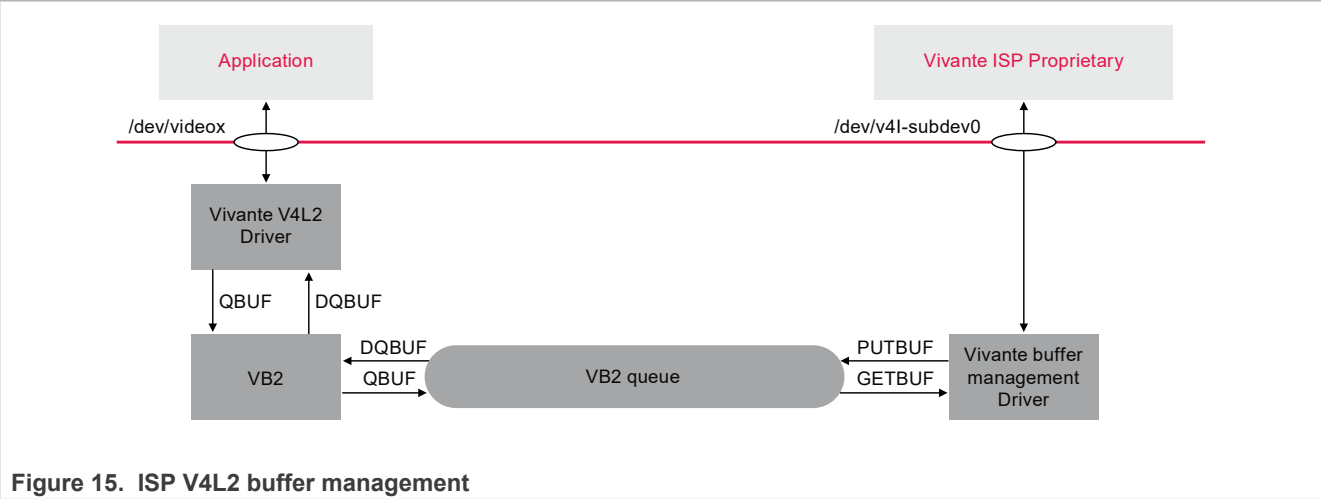 Application
Vivante ISP Proprietary
/dev/videox
/dev/v4l-subdev0
Vivante V4L2
Driver
QBUF
DQBUF
VB2
DQBUF
QBUF
VB2 queue
PUTBUF
GETBUF
Vivante buffer
management
Driver
Figure 15. ISP V4L2 buffer management